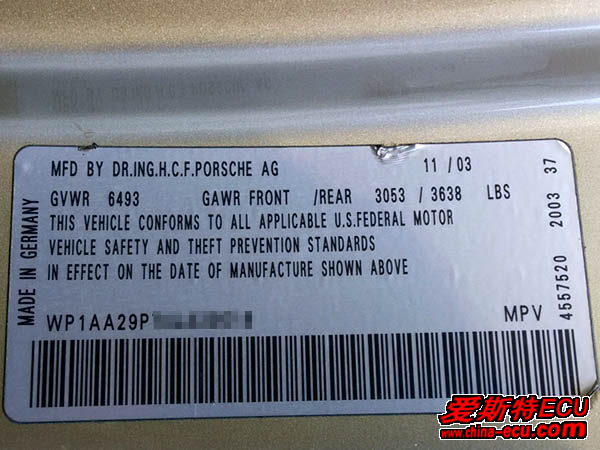 MFD BY DR.ING.H.C.F.PORSCHE AG 11/03
GVWR 6493 GAWR FRONT /REAR 3053 / 3638 LBS
THIS VEHICLE CONFORMS TO ALL APPLICABLE U.S.FEDERAL MOTOR
VEHICLE SAFETY AND THEFT PREVENTION STANDARDS
IN EFFECT ON THE DATE OF MANUFACTURE SHOWN ABOVE
WP1AA29P
MPV
MADE IN GERMANY
4557520 2003 37
爱斯特ECU
www.china-ecu.com